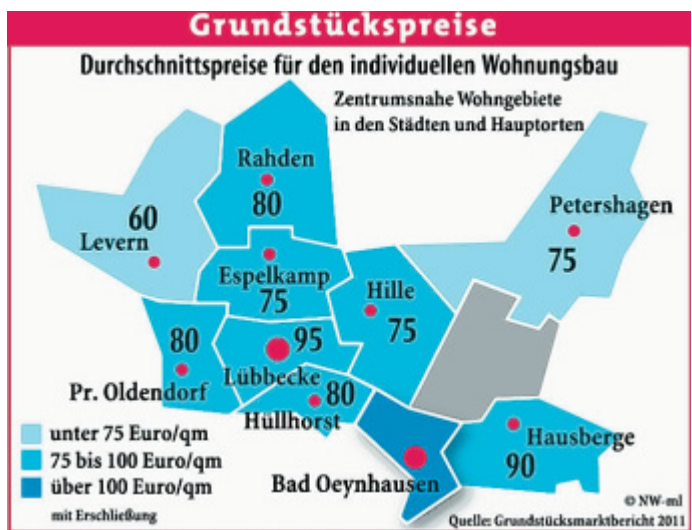 Grundstückspreise
Durchschnittspreise für den individuellen Wohnungsbau
Zentrumsnahe Wohngebiete
in den Städten und Hauptorten
Rahden
80
Petershagen
75
60
Levern
Espelkamp
75
Hille
75
80
Pr. Oldendorf
95
Lübbecke
80
Hüllhorst
Hausberge
90
Bad Oeynhausen
unter 75 Euro/qm
75 bis 100 Euro/qm
über 100 Euro/qm
mit Erschließung
© NW-ml
Quelle: Grundstücksmarktbericht 2011